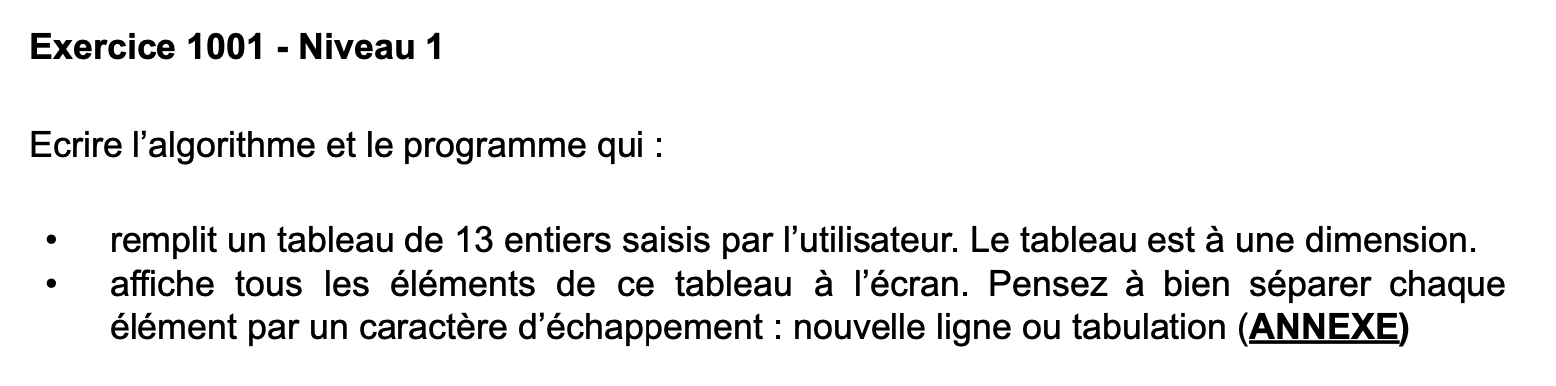 Exercice 1001 - Niveau 1
Ecrire l’algorithme et le programme qui :
• remplit un tableau de 13 entiers saisis par l’utilisateur. Le tableau est à une dimension.
• affiche tous les éléments de ce tableau à l’écran. Pensez à bien séparer chaque
élément par un caractère d’échappement : nouvelle ligne ou tabulation (ANNEXE)